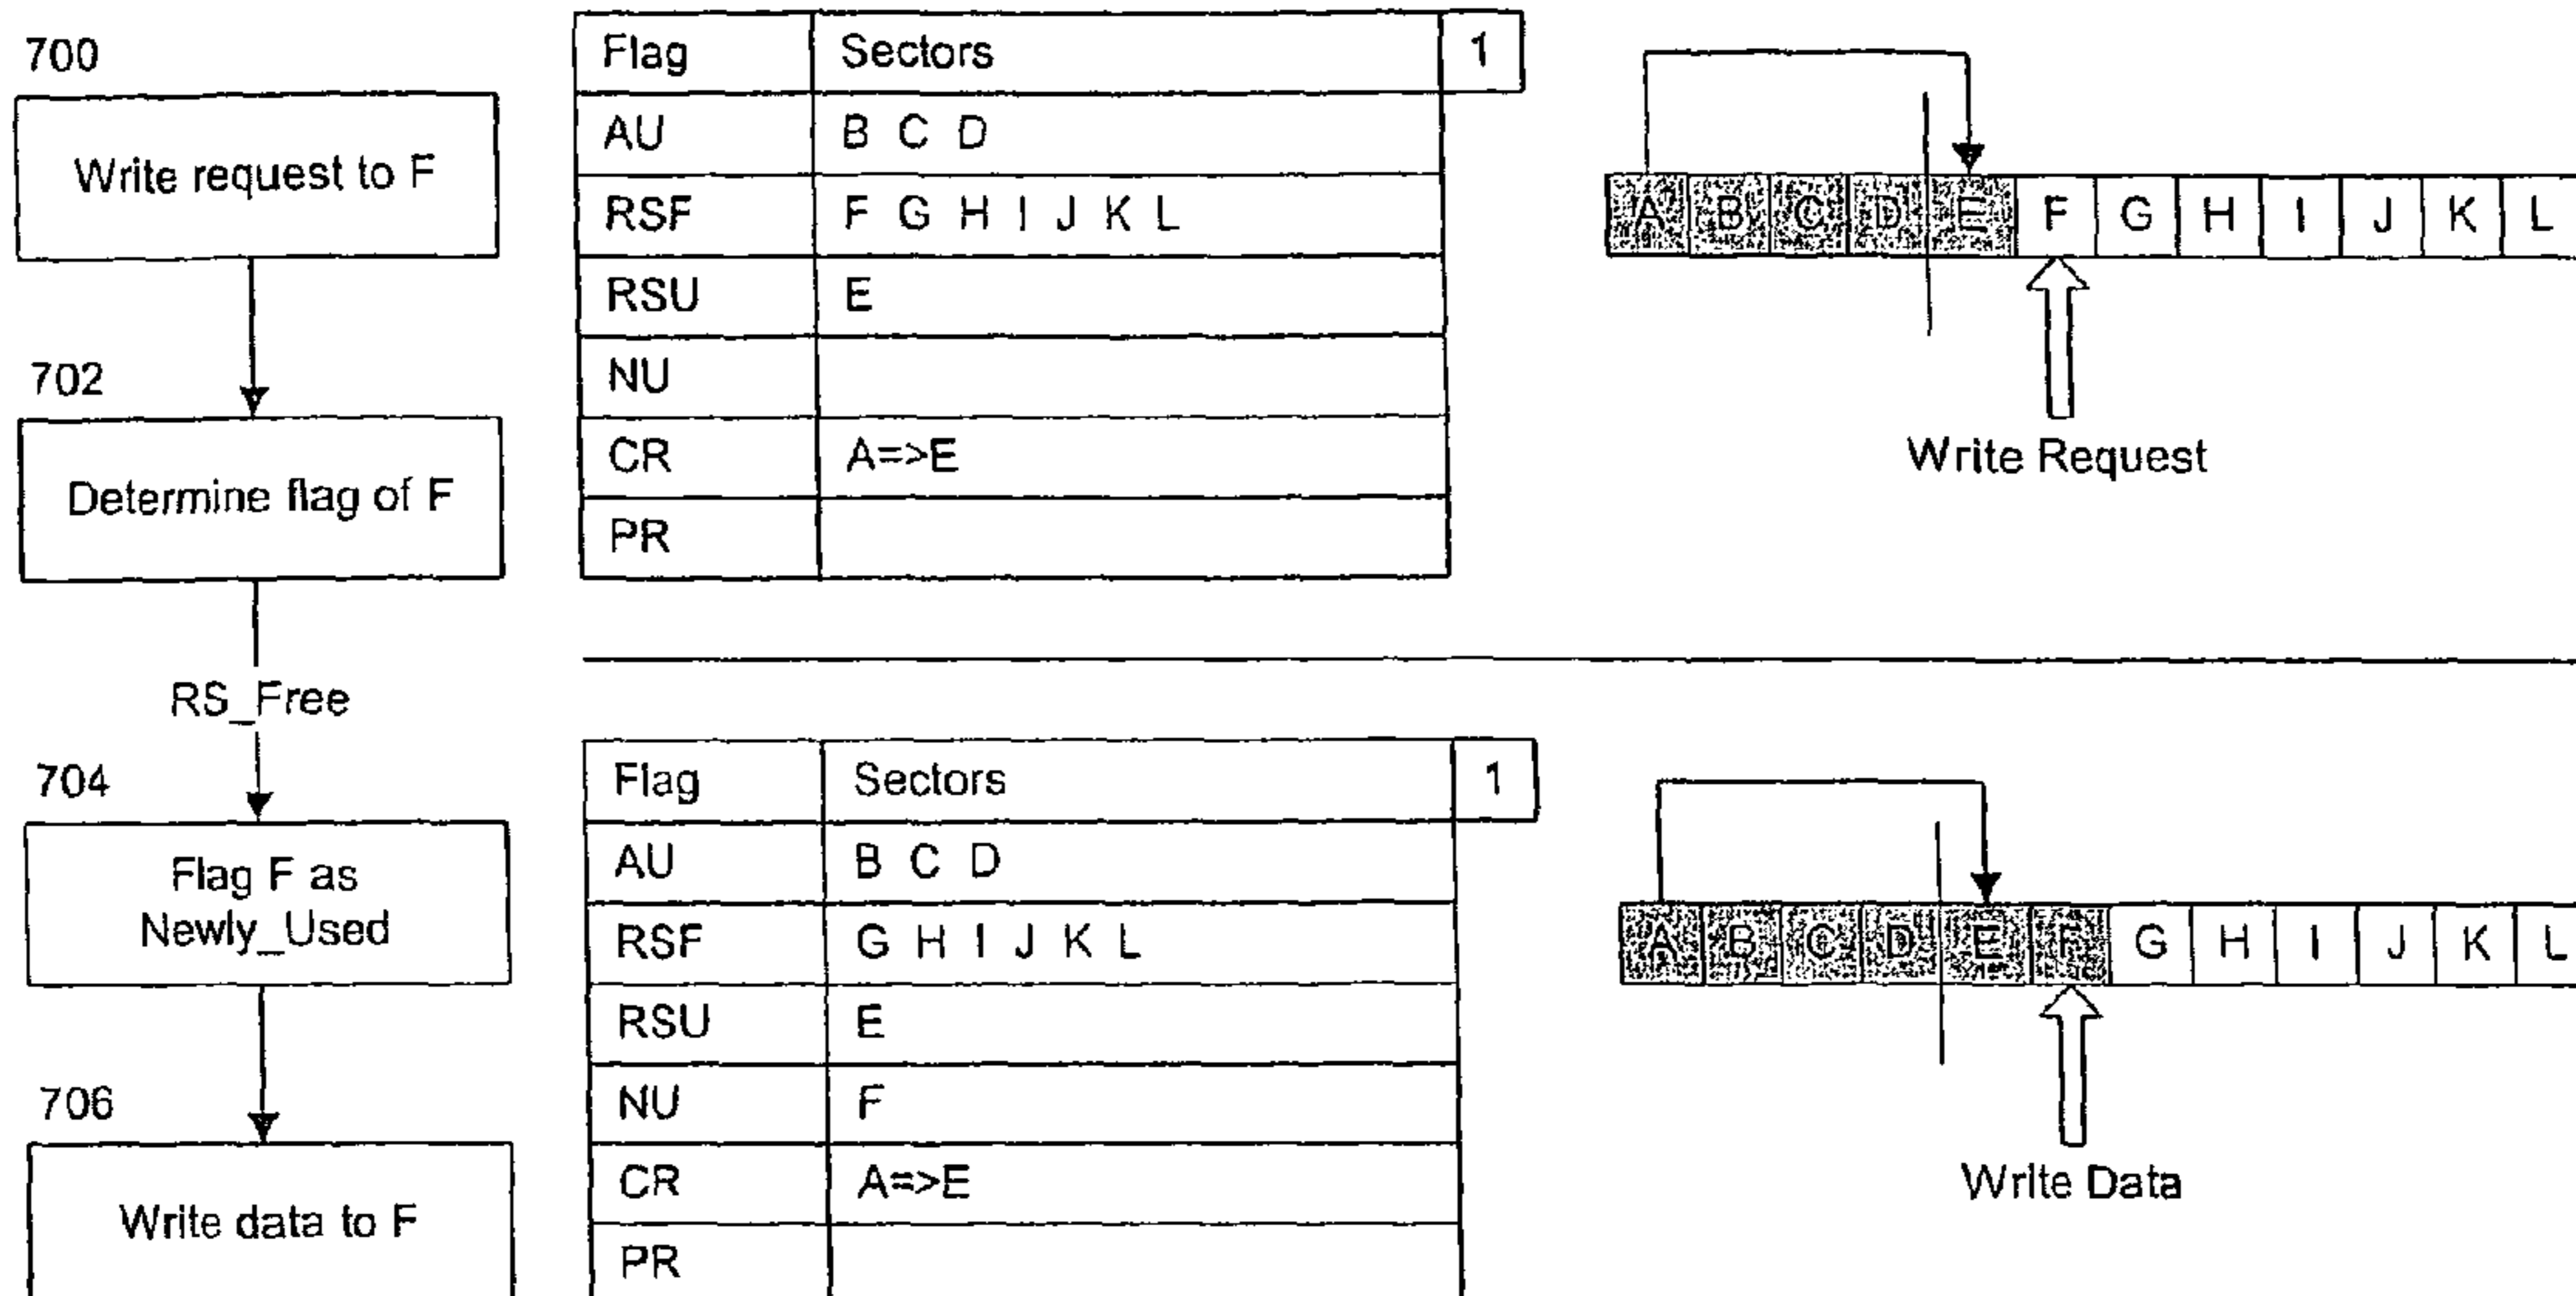 700
Write request to F
702
Determine flag of F
RS_Free
704
Flag F as
Newly_Used
706
Write data to F
Flag Sectors 1
AU B C D
RSF F G H I J K L
RSU E
NU
CR A=>E
PR
A B C D E F G H I J K L
Write Request
Flag Sectors 1
AU B C D
RSF G H I J K L
RSU E
NU F
CR A=>E
PR
A B C D E F G H I J K L
Write Data